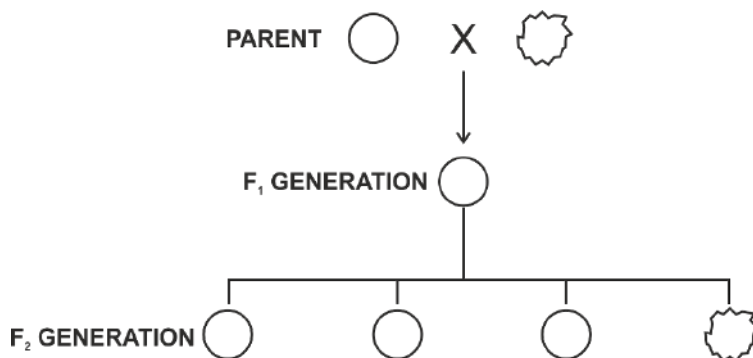 PARENT X
F₁ GENERATION
F₂ GENERATION